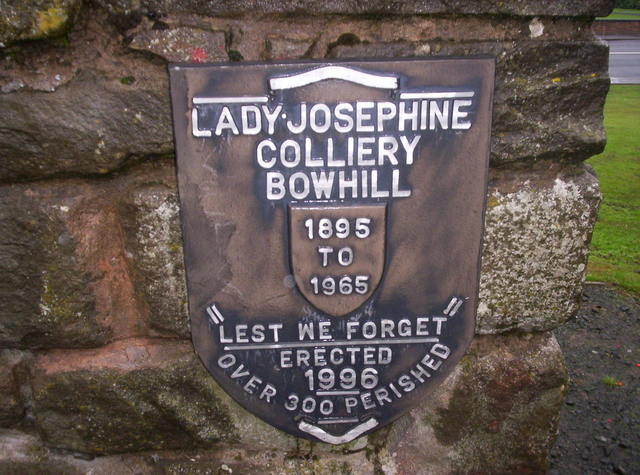 LADY·JOSEPHINE
COLLIERY
BOWHILL
1895
TO
1965
LEST WE FORGET
ERECTED
1996
OVER 300 PERISHED